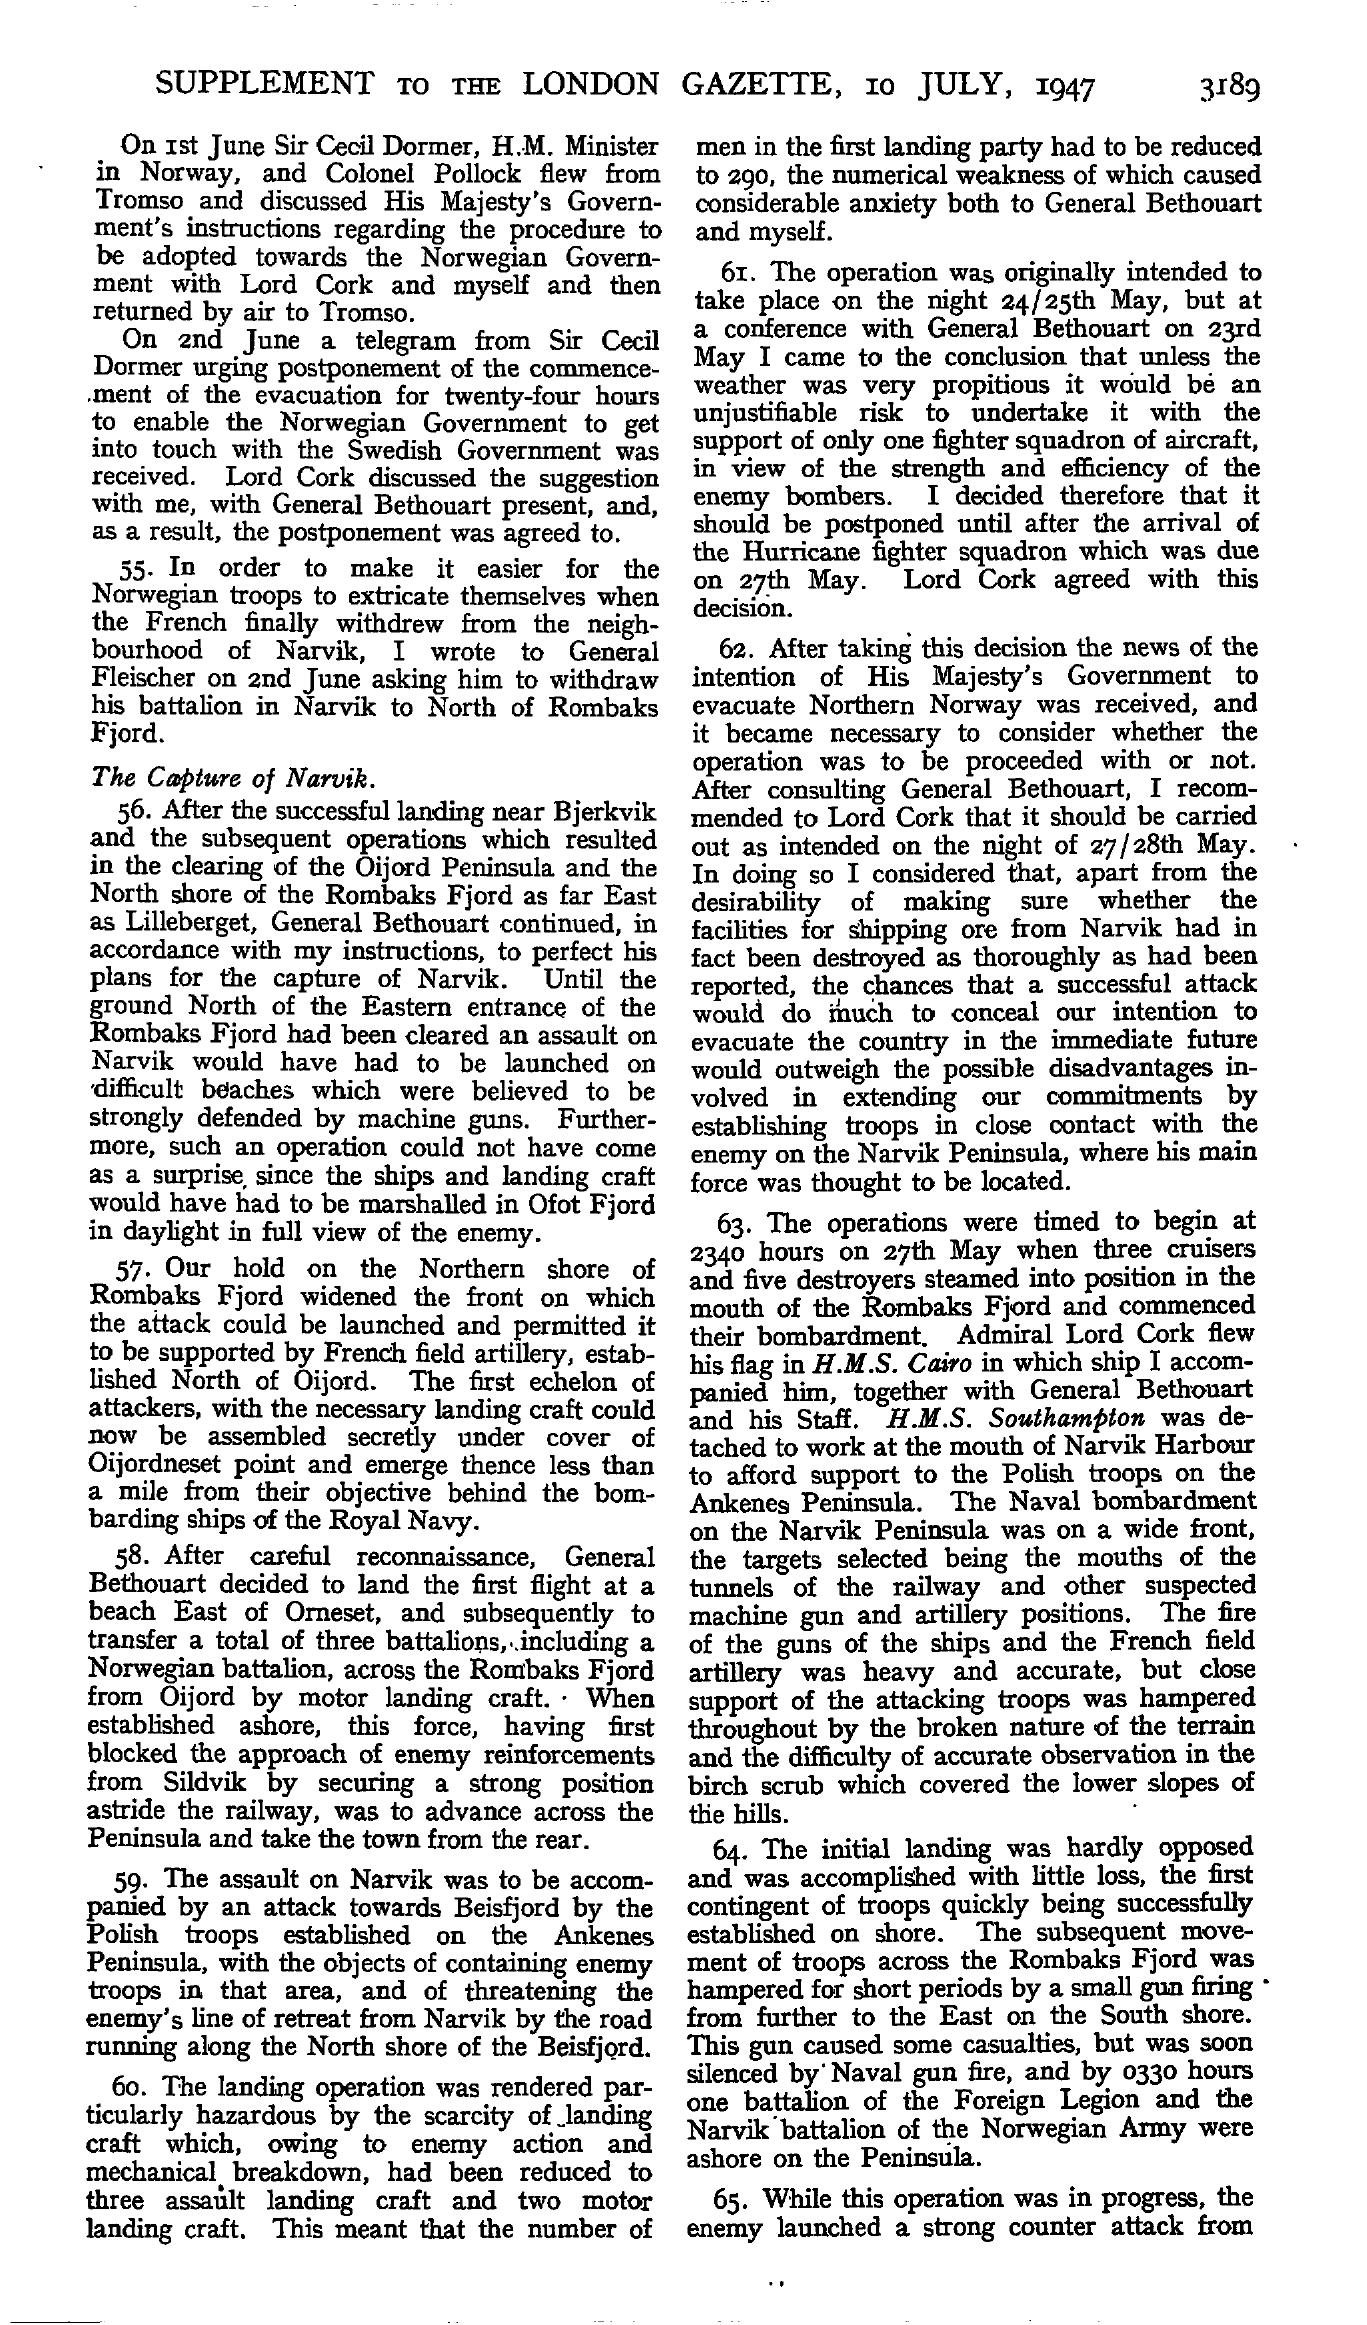 SUPPLEMENT TO THE LONDON GAZETTE, 10 JULY, 1947 3189
On 1st June Sir Cecil Dormer, H.M. Minister
in Norway, and Colonel Pollock flew from
Tromso and discussed His Majesty's Govern-
ment's instructions regarding the procedure to
be adopted towards the Norwegian Govern-
ment with Lord Cork and myself and then
returned by air to Tromso.
On 2nd June a telegram from Sir Cecil
Dormer urging postponement of the commence-
ment of the evacuation for twenty-four hours
to enable the Norwegian Government to get
into touch with the Swedish Government was
received. Lord Cork discussed the suggestion
with me, with General Bethouart present, and,
as a result, the postponement was agreed to.
55. In order to make it easier for the
Norwegian troops to extricate themselves when
the French finally withdrew from the neigh-
bourhood of Narvik, I wrote to General
Fleischer on 2nd June asking him to withdraw
his battalion in Narvik to North of Rombaks
Fjord.
The Capture of Narvik.
56. After the successful landing near Bjerkvik
and the subsequent operations which resulted
in the clearing of the Oijord Peninsula and the
North shore of the Rombaks Fjord as far East
as Lilleberget, General Bethouart continued, in
accordance with my instructions, to perfect his
plans for the capture of Narvik. Until the
ground North of the Eastern entrance of the
Rombaks Fjord had been cleared an assault on
Narvik would have had to be launched on
difficult beaches which were believed to be
strongly defended by machine guns. Further-
more, such an operation could not have come
as a surprise since the ships and landing craft
would have had to be marshalled in Ofot Fjord
in daylight in full view of the enemy.
57. Our hold on the Northern shore of
Rombaks Fjord widened the front on which
the attack could be launched and permitted it
to be supported by French field artillery, estab-
lished North of Oijord. The first echelon of
attackers, with the necessary landing craft could
now be assembled secretly under cover of
Oijordneset point and emerge thence less than
a mile from their objective behind the bom-
barding ships of the Royal Navy.
58. After careful reconnaissance, General
Bethouart decided to land the first flight at a
beach East of Orneset, and subsequently to
transfer a total of three battalions, including a
Norwegian battalion, across the Rombaks Fjord
from Oijord by motor landing craft. When
established ashore, this force, having first
blocked the approach of enemy reinforcements
from Sildvik by securing a strong position
astride the railway, was to advance across the
Peninsula and take the town from the rear.
59. The assault on Narvik was to be accom-
panied by an attack towards Beisfjord by the
Polish troops established on the Ankenes
Peninsula, with the objects of containing enemy
troops in that area, and of threatening the
enemy's line of retreat from Narvik by the road
running along the North shore of the Beisfjord.
60. The landing operation was rendered par-
ticularly hazardous by the scarcity of landing
craft which, owing to enemy action and
mechanical breakdown, had been reduced to
three assault landing craft and two motor
landing craft. This meant that the number of
men in the first landing party had to be reduced
to 290, the numerical weakness of which caused
considerable anxiety both to General Bethouart
and myself.
61. The operation was originally intended to
take place on the night 24/25th May, but at
a conference with General Bethouart on 23rd
May I came to the conclusion that unless the
weather was very propitious it would be an
unjustifiable risk to undertake it with the
support of only one fighter squadron of aircraft,
in view of the strength and efficiency of the
enemy bombers. I decided therefore that it
should be postponed until after the arrival of
the Hurricane fighter squadron which was due
on 27th May. Lord Cork agreed with this
decision.
62. After taking this decision the news of the
intention of His Majesty's Government to
evacuate Northern Norway was received, and
it became necessary to consider whether the
operation was to be proceeded with or not.
After consulting General Bethouart, I recom-
mended to Lord Cork that it should be carried
out as intended on the night of 27/28th May.
In doing so I considered that, apart from the
desirability of making sure whether the
facilities for shipping ore from Narvik had in
fact been destroyed as thoroughly as had been
reported, the chances that a successful attack
would do much to conceal our intention to
evacuate the country in the immediate future
would outweigh the possible disadvantages in-
volved in extending our commitments by
establishing troops in close contact with the
enemy on the Narvik Peninsula, where his main
force was thought to be located.
63. The operations were timed to begin at
2340 hours on 27th May when three cruisers
and five destroyers steamed into position in the
mouth of the Rombaks Fjord and commenced
their bombardment. Admiral Lord Cork flew
his flag in H.M.S. Cairo in which ship I accom-
panied him, together with General Bethouart
and his Staff. H.M.S. Southampton was de-
tached to work at the mouth of Narvik Harbour
to afford support to the Polish troops on the
Ankenes Peninsula. The Naval bombardment
on the Narvik Peninsula was on a wide front,
the targets selected being the mouths of the
tunnels of the railway and other suspected
machine gun and artillery positions. The fire
of the guns of the ships and the French field
artillery was heavy and accurate, but close
support of the attacking troops was hampered
throughout by the broken nature of the terrain
and the difficulty of accurate observation in the
birch scrub which covered the lower slopes of
the hills.
64. The initial landing was hardly opposed
and was accomplished with little loss, the first
contingent of troops quickly being successfully
established on shore. The subsequent move-
ment of troops across the Rombaks Fjord was
hampered for short periods by a small gun firing
from further to the East on the South shore.
This gun caused some casualties, but was soon
silenced by Naval gun fire, and by 0330 hours
one battalion of the Foreign Legion and the
Narvik battalion of the Norwegian Army were
ashore on the Peninsula.
65. While this operation was in progress, the
enemy launched a strong counter attack from